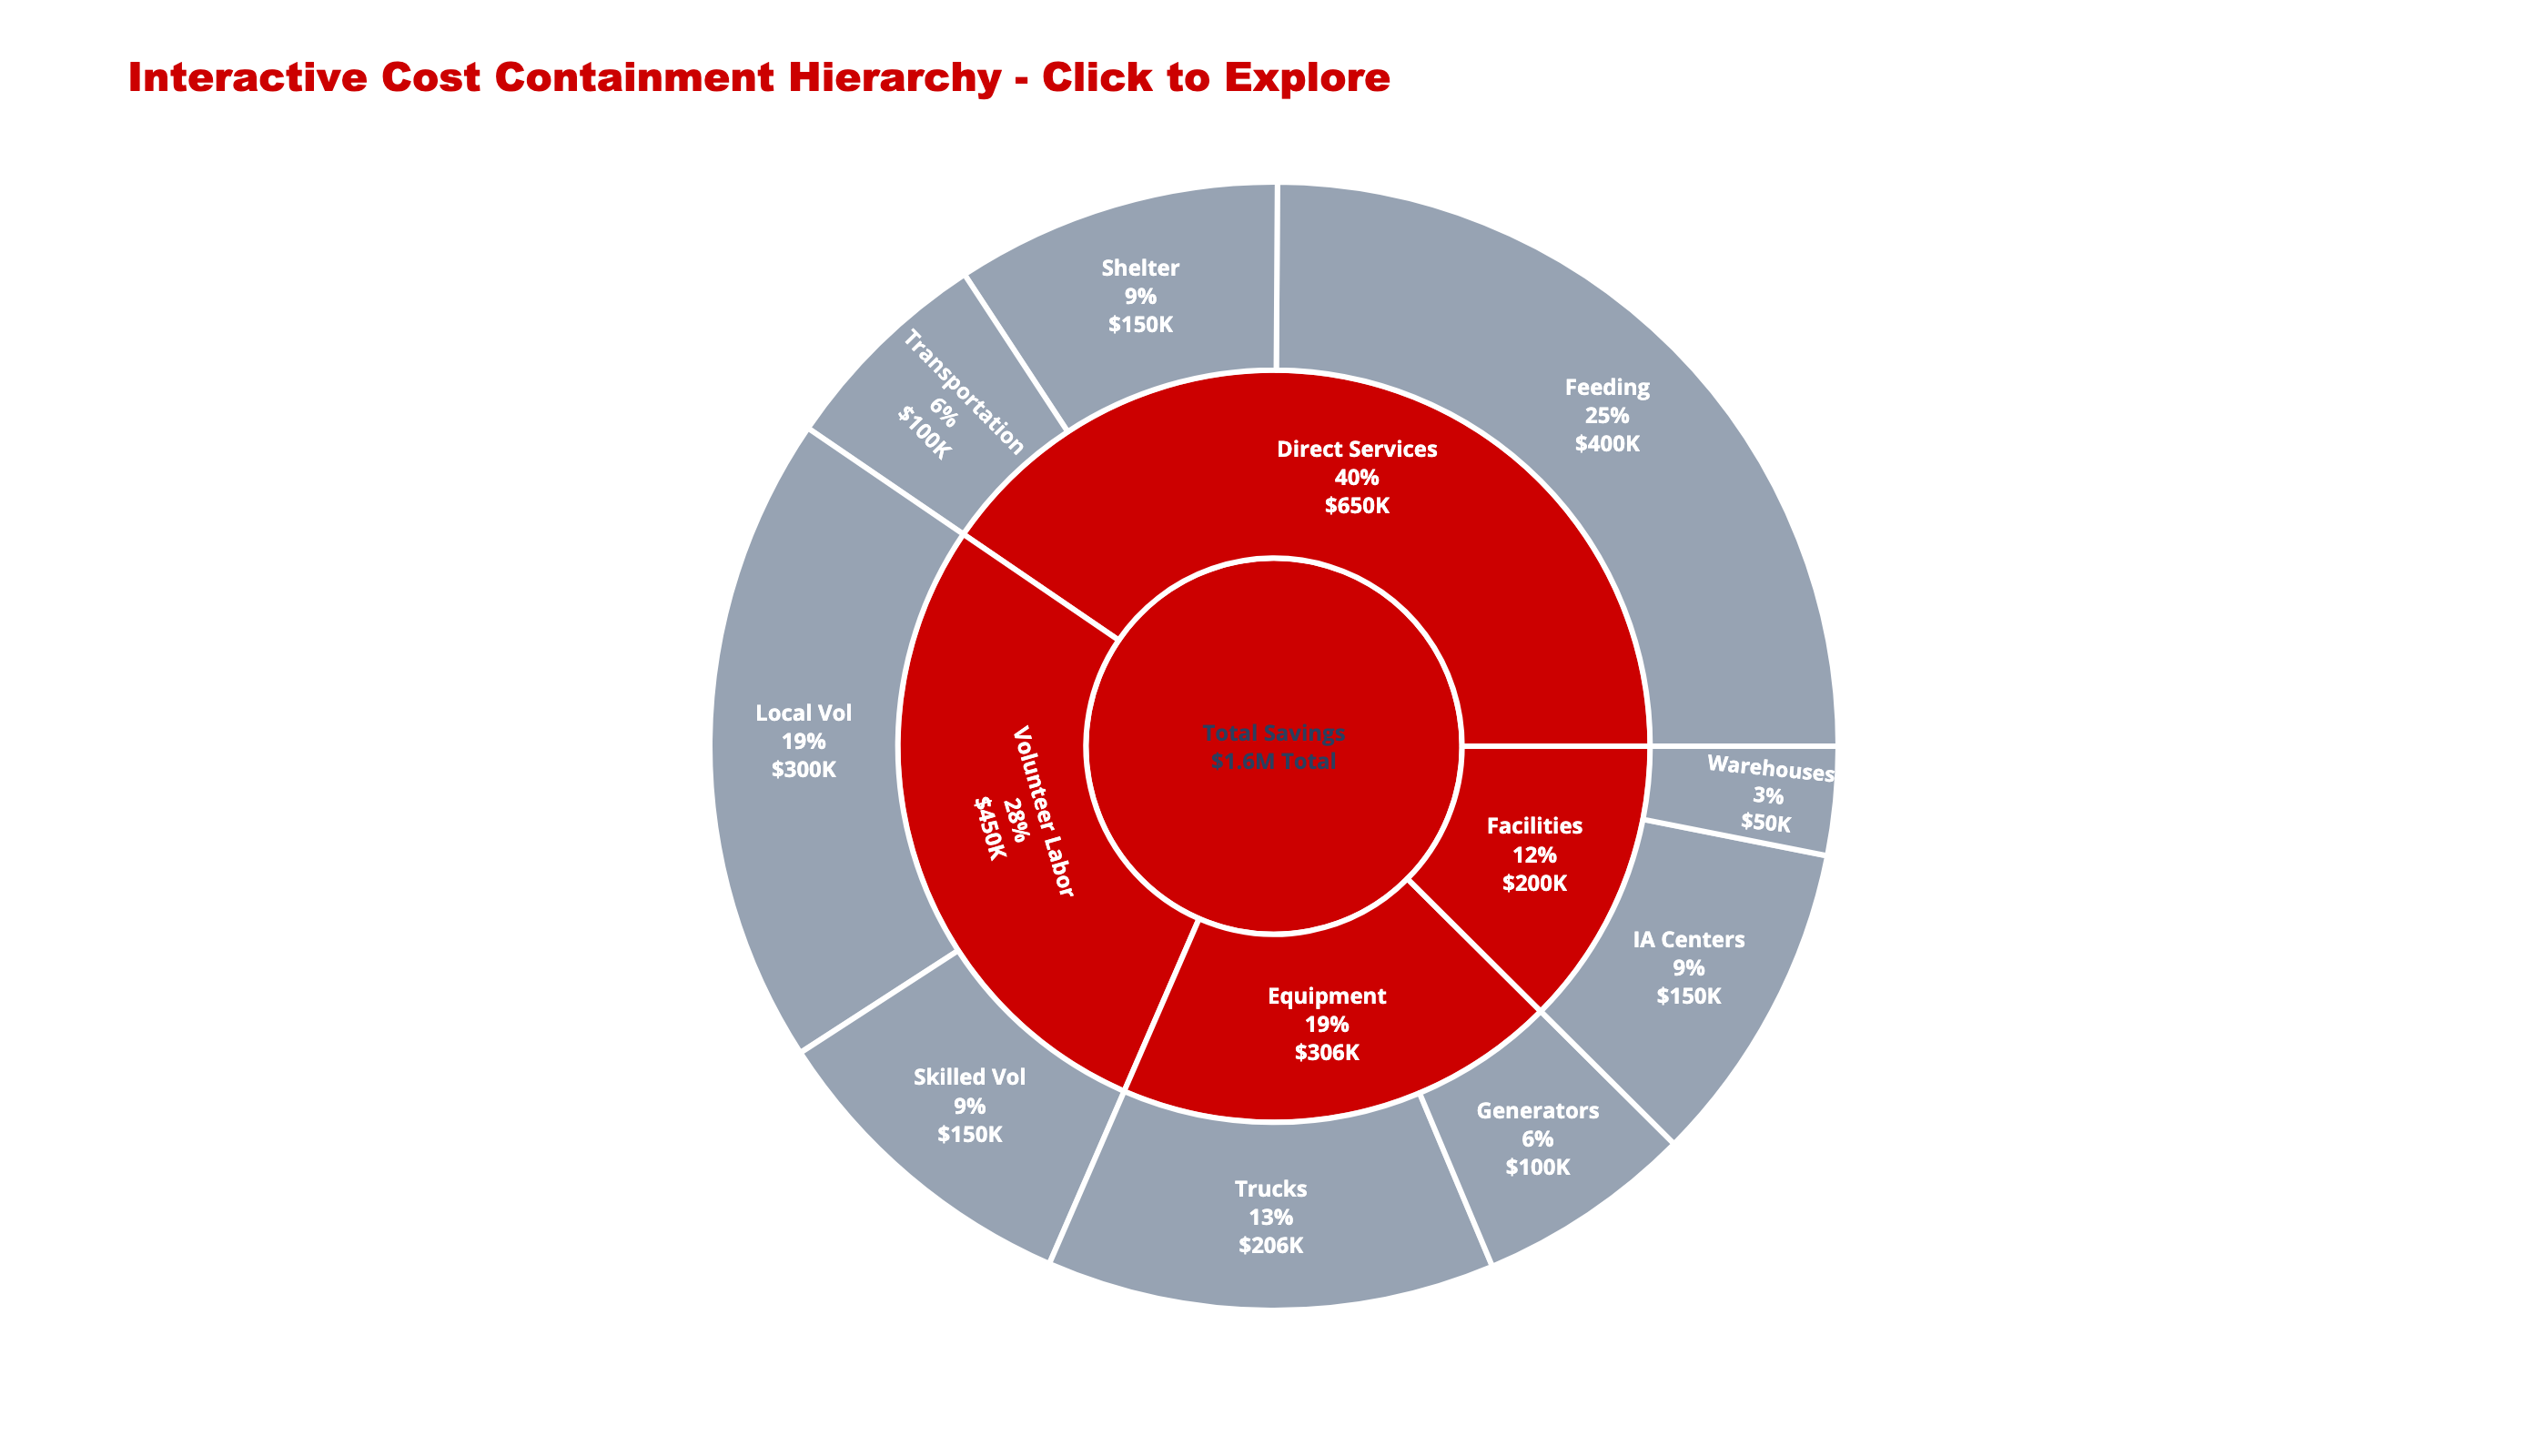 Interactive Cost Containment Hierarchy - Click to Explore
Shelter
9%
$150K
Feeding
25%
$400K
Transportation
6%
$100K
Direct Services
40%
$650K
Local Vol
19%
$300K
Volunteer Labor
28%
$450K
Total Savings
$1.6M Total
Warehouses
3%
$50K
Facilities
12%
$200K
IA Centers
9%
$150K
Equipment
19%
$306K
Skilled Vol
9%
$150K
Generators
6%
$100K
Trucks
13%
$206K